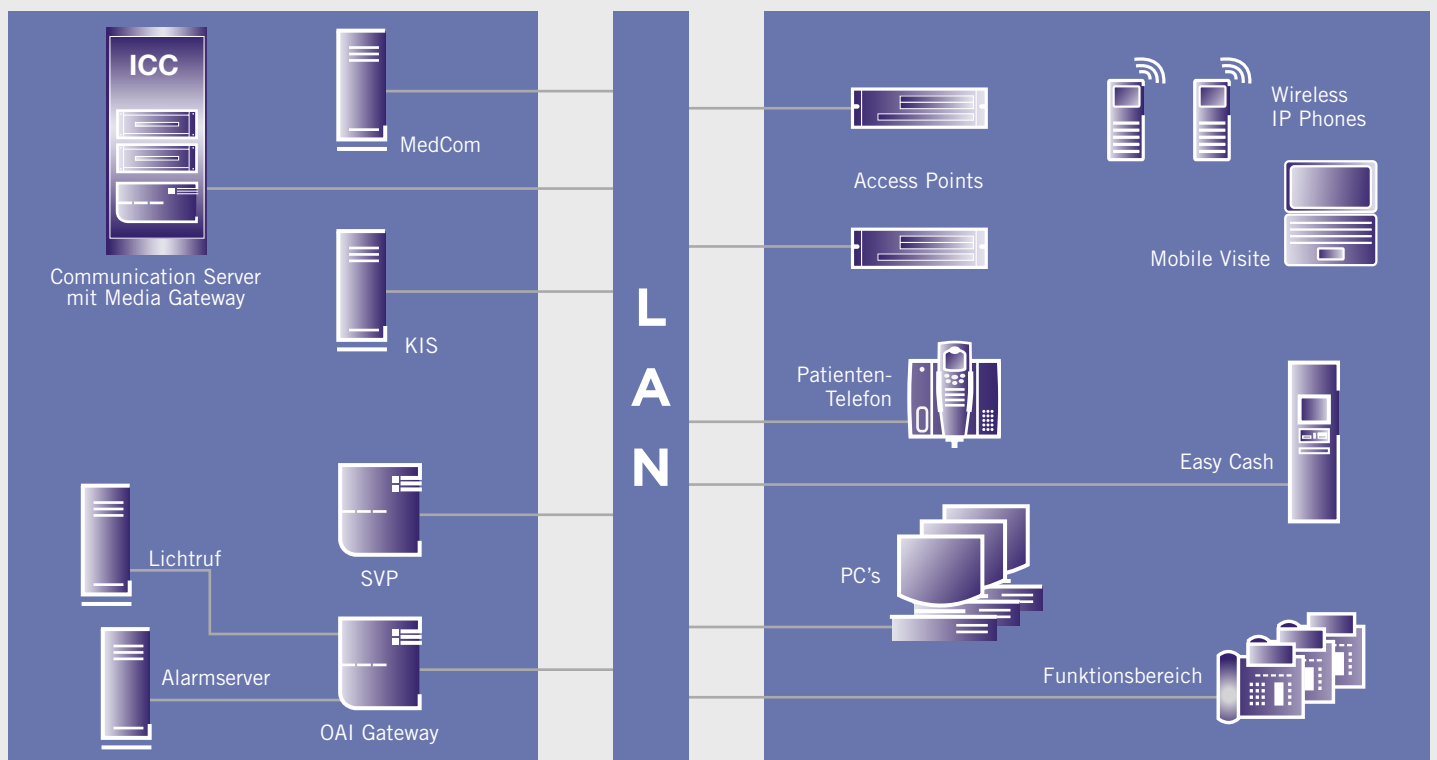 ICC
Communication Server
mit Media Gateway
MedCom
KIS
Lichtruf
SVP
Alarmserver
OAI Gateway
L
A
N
Access Points
Wireless
IP Phones
Mobile Visite
Patienten-
Telefon
Easy Cash
PC's
Funktionsbereich